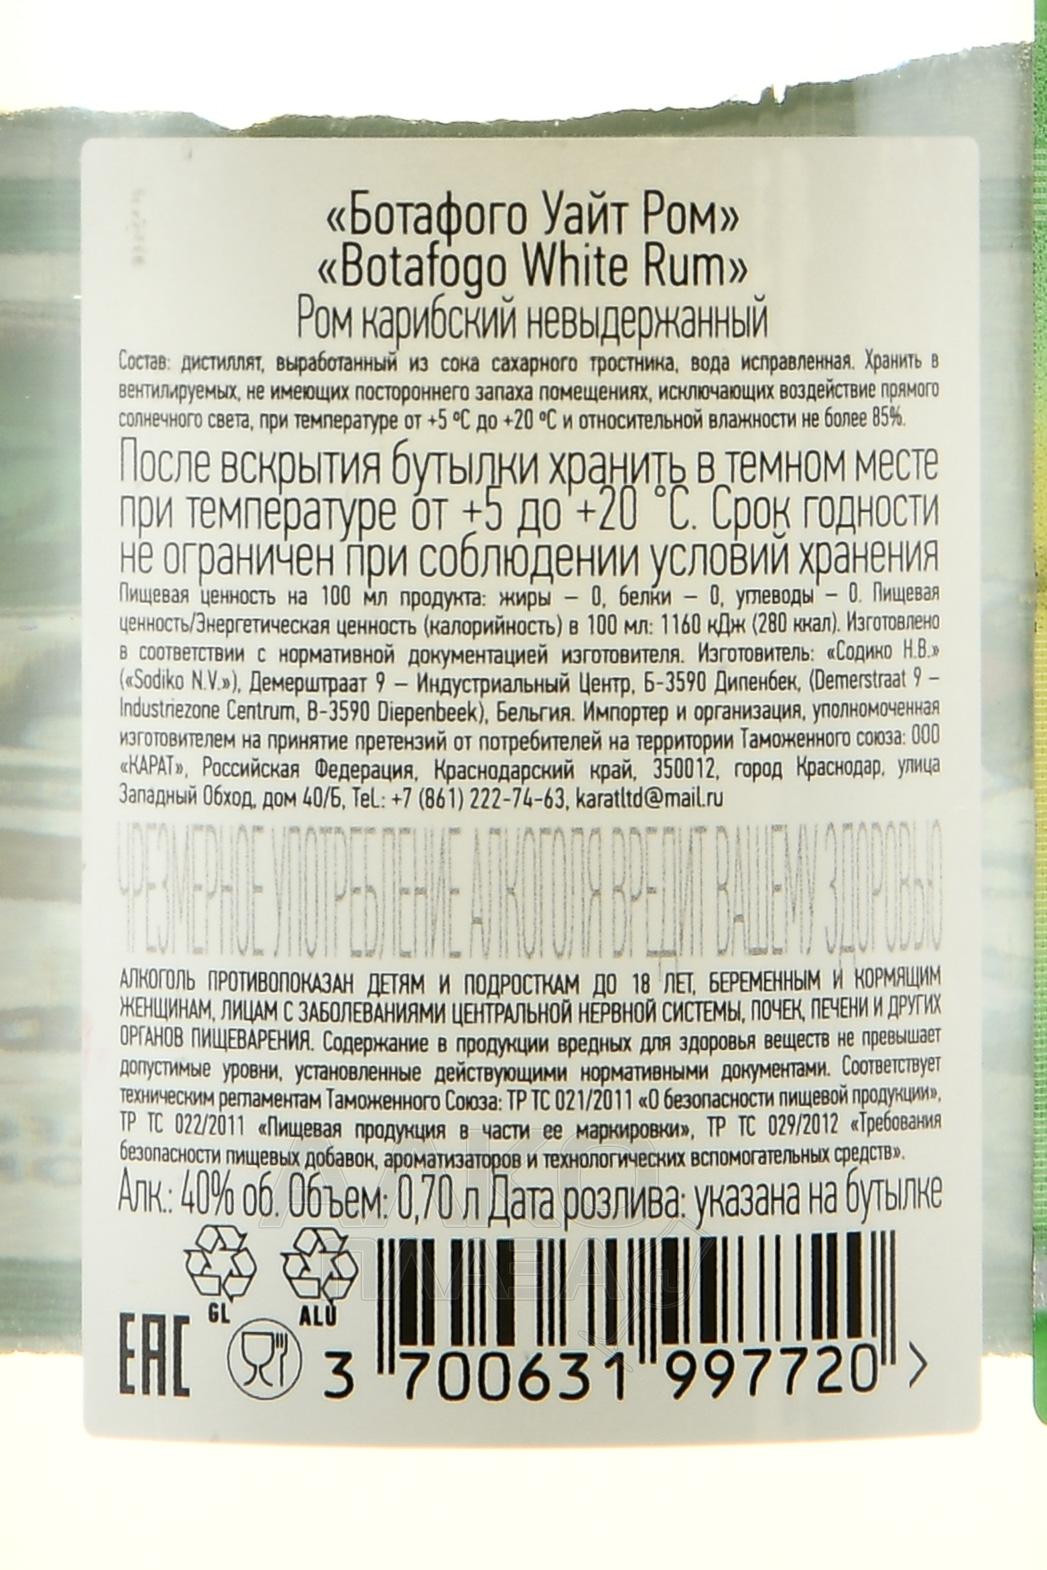 «Ботафого Уайт Ром»
«Botafogo White Rum»
Ром карибский невыдержанный
Состав: дистиллят, выработанный из сока сахарного тростника, вода исправленная. Хранить в
вентилируемых, не имеющих постороннего запаха помещениях, исключающих воздействие прямого
солнечного света, при температуре от +5 °С до +20 °С и относительной влажности не более 85%.
После вскрытия бутылки хранить в темном месте
при температуре от +5 до +20 °С. Срок годности
не ограничен при соблюдении условий хранения
Пищевая ценность на 100 мл продукта: жиры – 0, белки – 0, углеводы – 0. Пищевая
ценность/Энергетическая ценность (калорийность) в 100 мл: 1160 кДж (280 ккал). Изготовлено
в соответствии с нормативной документацией изготовителя. Изготовитель: «Содико Н.В.»
(«Sodiko N.V.»), Демерштраат 9 – Индустриальный Центр, Б-3590 Дипенбек, (Demerstraat 9 –
Industriezone Centrum, B-3590 Diepenbeek), Бельгия. Импортер и организация, уполномоченная
изготовителем на принятие претензий от потребителей на территории Таможенного союза: ООО
«КАРАТ», Российская Федерация, Краснодарский край, 350012, город Краснодар, улица
Западный Обход, дом 40/Б, Tel.: +7 (861) 222-74-63, karatltd@mail.ru
ЧРЕЗМЕРНОЕ УПОТРЕБЛЕНИЕ АЛКОГОЛЯ ВРЕДИТ ВАШЕМУ ЗДОРОВЬЮ
АЛКОГОЛЬ ПРОТИВОПОКАЗАН ДЕТЯМ И ПОДРОСТКАМ ДО 18 ЛЕТ, БЕРЕМЕННЫМ И КОРМЯЩИМ
ЖЕНЩИНАМ, ЛИЦАМ С ЗАБОЛЕВАНИЯМИ ЦЕНТРАЛЬНОЙ НЕРВНОЙ СИСТЕМЫ, ПОЧЕК, ПЕЧЕНИ И ДРУГИХ
ОРГАНОВ ПИЩЕВАРЕНИЯ. Содержание в продукции вредных для здоровья веществ не превышает
допустимые уровни, установленные действующими нормативными документами. Соответствует
техническим регламентам Таможенного Союза: ТР ТС 021/2011 «О безопасности пищевой продукции»,
ТР ТС 022/2011 «Пищевая продукция в части ее маркировки», ТР ТС 029/2012 «Требования
безопасности пищевых добавок, ароматизаторов и технологических вспомогательных средств».
Алк.: 40% об. Объем: 0,70 л Дата розлива: указана на бутылке
GL ALU
EAC
3 700631 997720 >